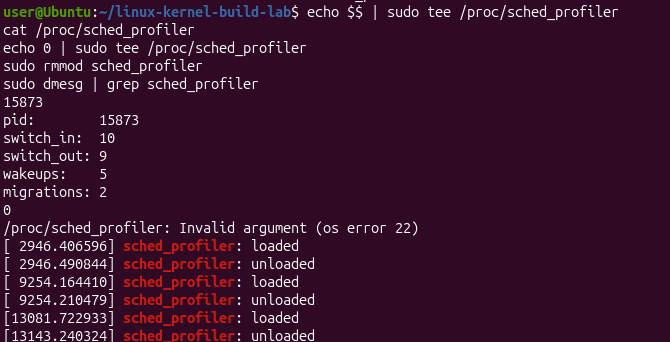 user@Ubuntu:~/linux-kernel-build-lab$ echo $$ | sudo tee /proc/sched_profiler
cat /proc/sched_profiler
echo 0 | sudo tee /proc/sched_profiler
sudo rmmod sched_profiler
sudo dmesg | grep sched_profiler
15873
pid:        15873
switch_in:  10
switch_out: 9
wakeups:    5
migrations: 2
0
/proc/sched_profiler: Invalid argument (os error 22)
[ 2946.406596] sched_profiler: loaded
[ 2946.490844] sched_profiler: unloaded
[ 9254.164410] sched_profiler: loaded
[ 9254.210479] sched_profiler: unloaded
[13081.722933] sched_profiler: loaded
[13143.240324] sched_profiler: unloaded